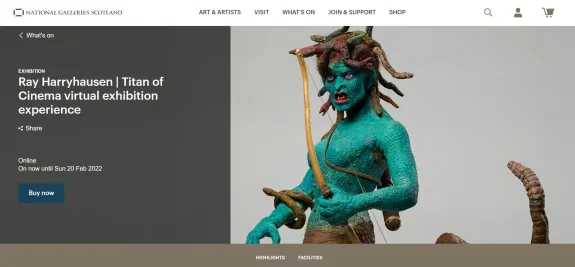 NATIONAL GALLERIES SCOTLAND
ART & ARTISTS VISIT WHAT'S ON JOIN & SUPPORT SHOP
What's on
EXHIBITION
Ray Harryhausen | Titan of
Cinema virtual exhibition
experience
Share
Online
On now until Sun 20 Feb 2022
Buy now
HIGHLIGHTS FACILITIES